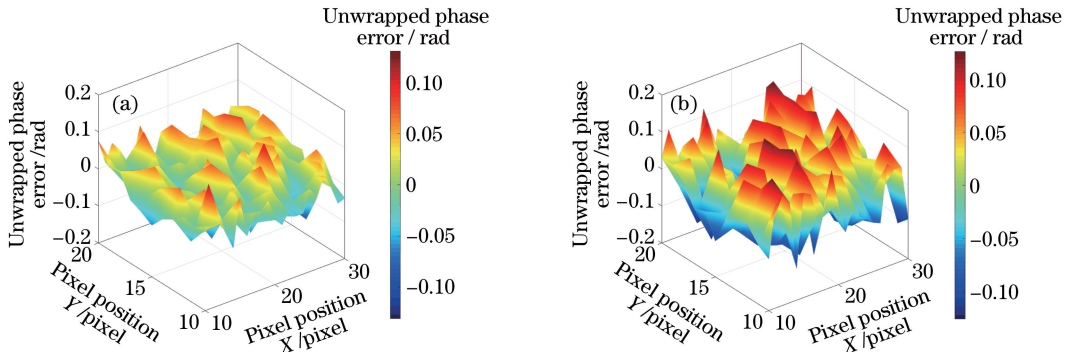 Unwrapped phase
error / rad
0.10
0.05
0
−0.05
−0.10
Unwrapped phase
error /rad
0.2
0.1
0
−0.1
−0.2
(a)
20
15
10
Pixel position
Y /pixel
10
20
30
Pixel position
X /pixel
Unwrapped phase
error / rad
0.10
0.05
0
−0.05
−0.10
Unwrapped phase
error /rad
0.2
0.1
0
−0.1
−0.2
(b)
20
15
10
Pixel position
Y /pixel
10
20
30
Pixel position
X /pixel